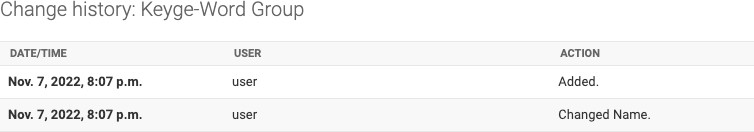 Change history: Keyge-Word Group
DATE/TIME USER ACTION
Nov. 7, 2022, 8:07 p.m. user Added.
Nov. 7, 2022, 8:07 p.m. user Changed Name.